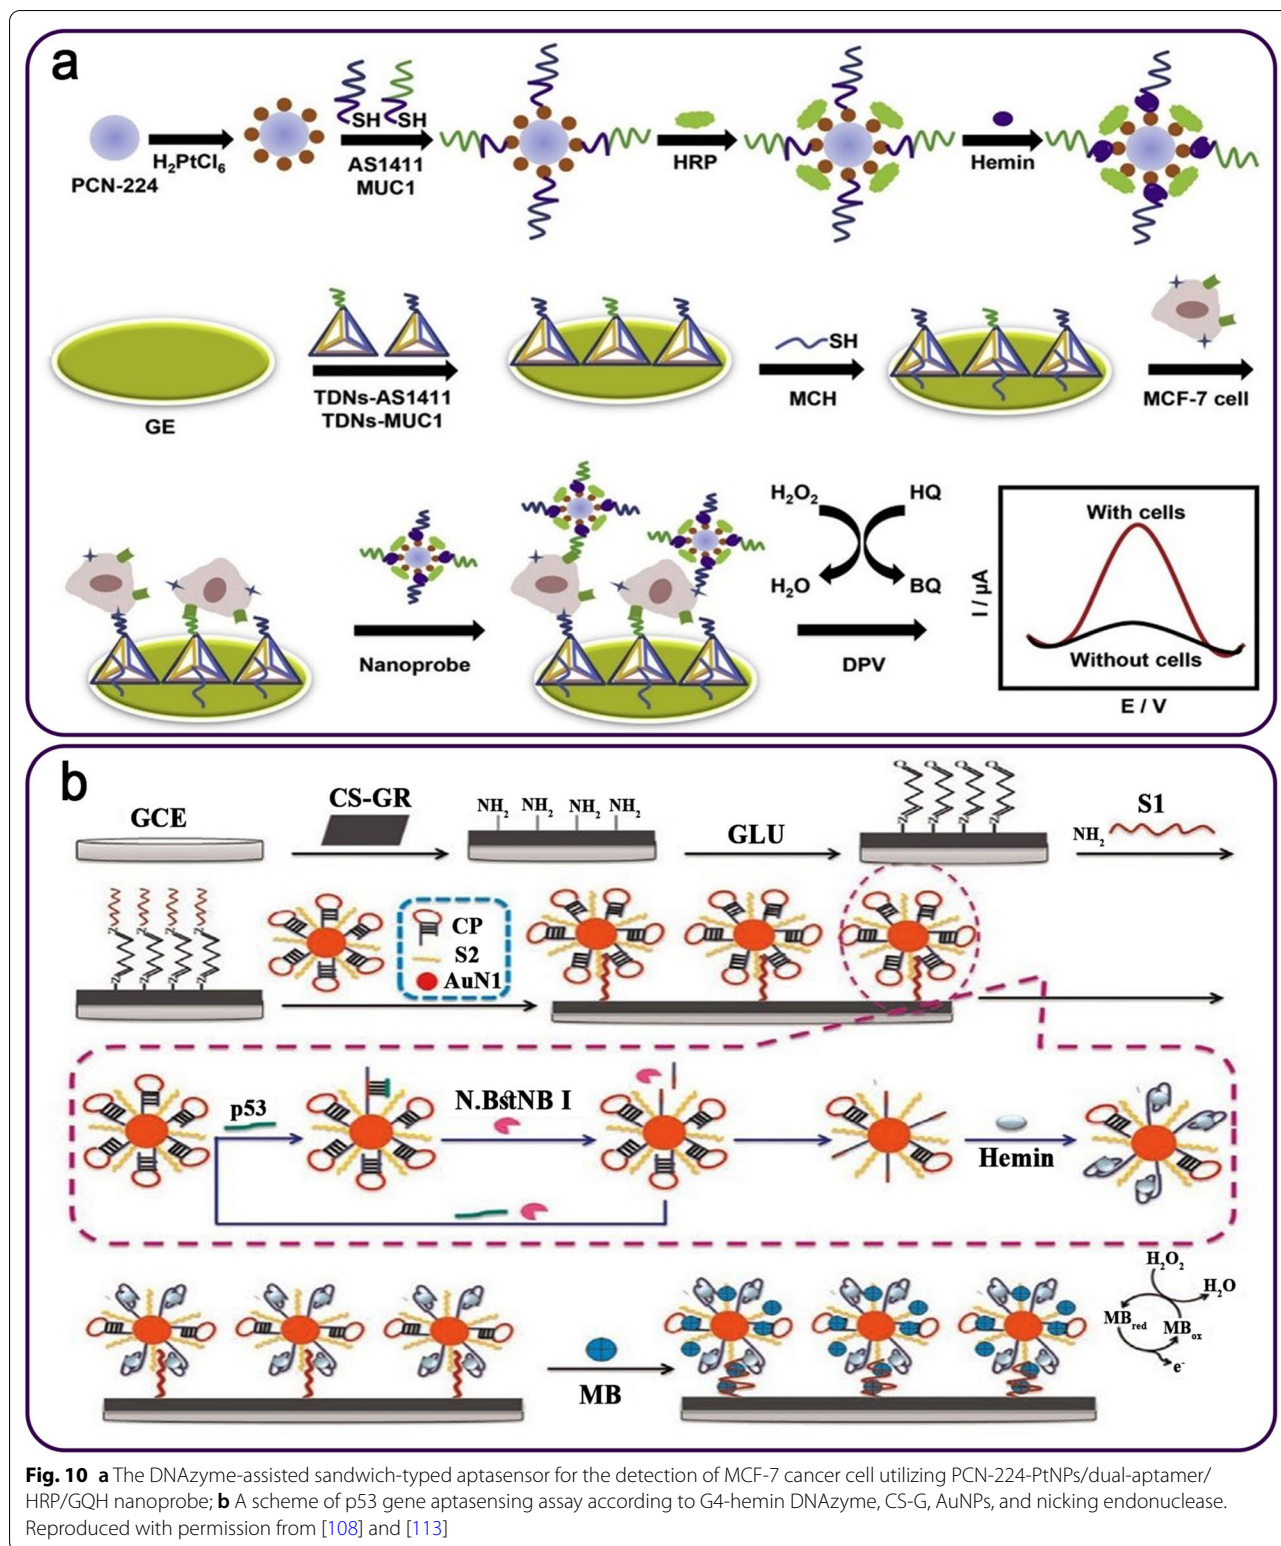 a
SH SH
H₂PtCl₆
AS1411
MUC1
HRP
Hemin
PCN-224
SH
TDNs-AS1411
TDNs-MUC1
MCH
MCF-7 cell
GE
H₂O₂ HQ
With cells
H₂O BQ
I / μA
Nanoprobe
DPV
Without cells
E / V
b
GCE
CS-GR
NH₂ NH₂ NH₂ NH₂
GLU
S1
NH₂
CP
S2
AuN1
p53
N.BstNB I
Hemin
H₂O₂
H₂O
MBred
MBox
e⁻
MB
Fig. 10 a The DNAzyme-assisted sandwich-typed aptasensor for the detection of MCF-7 cancer cell utilizing PCN-224-PtNPs/dual-aptamer/
HRP/GQH nanoprobe; b A scheme of p53 gene aptasensing assay according to G4-hemin DNAzyme, CS-G, AuNPs, and nicking endonuclease.
Reproduced with permission from [108] and [113]